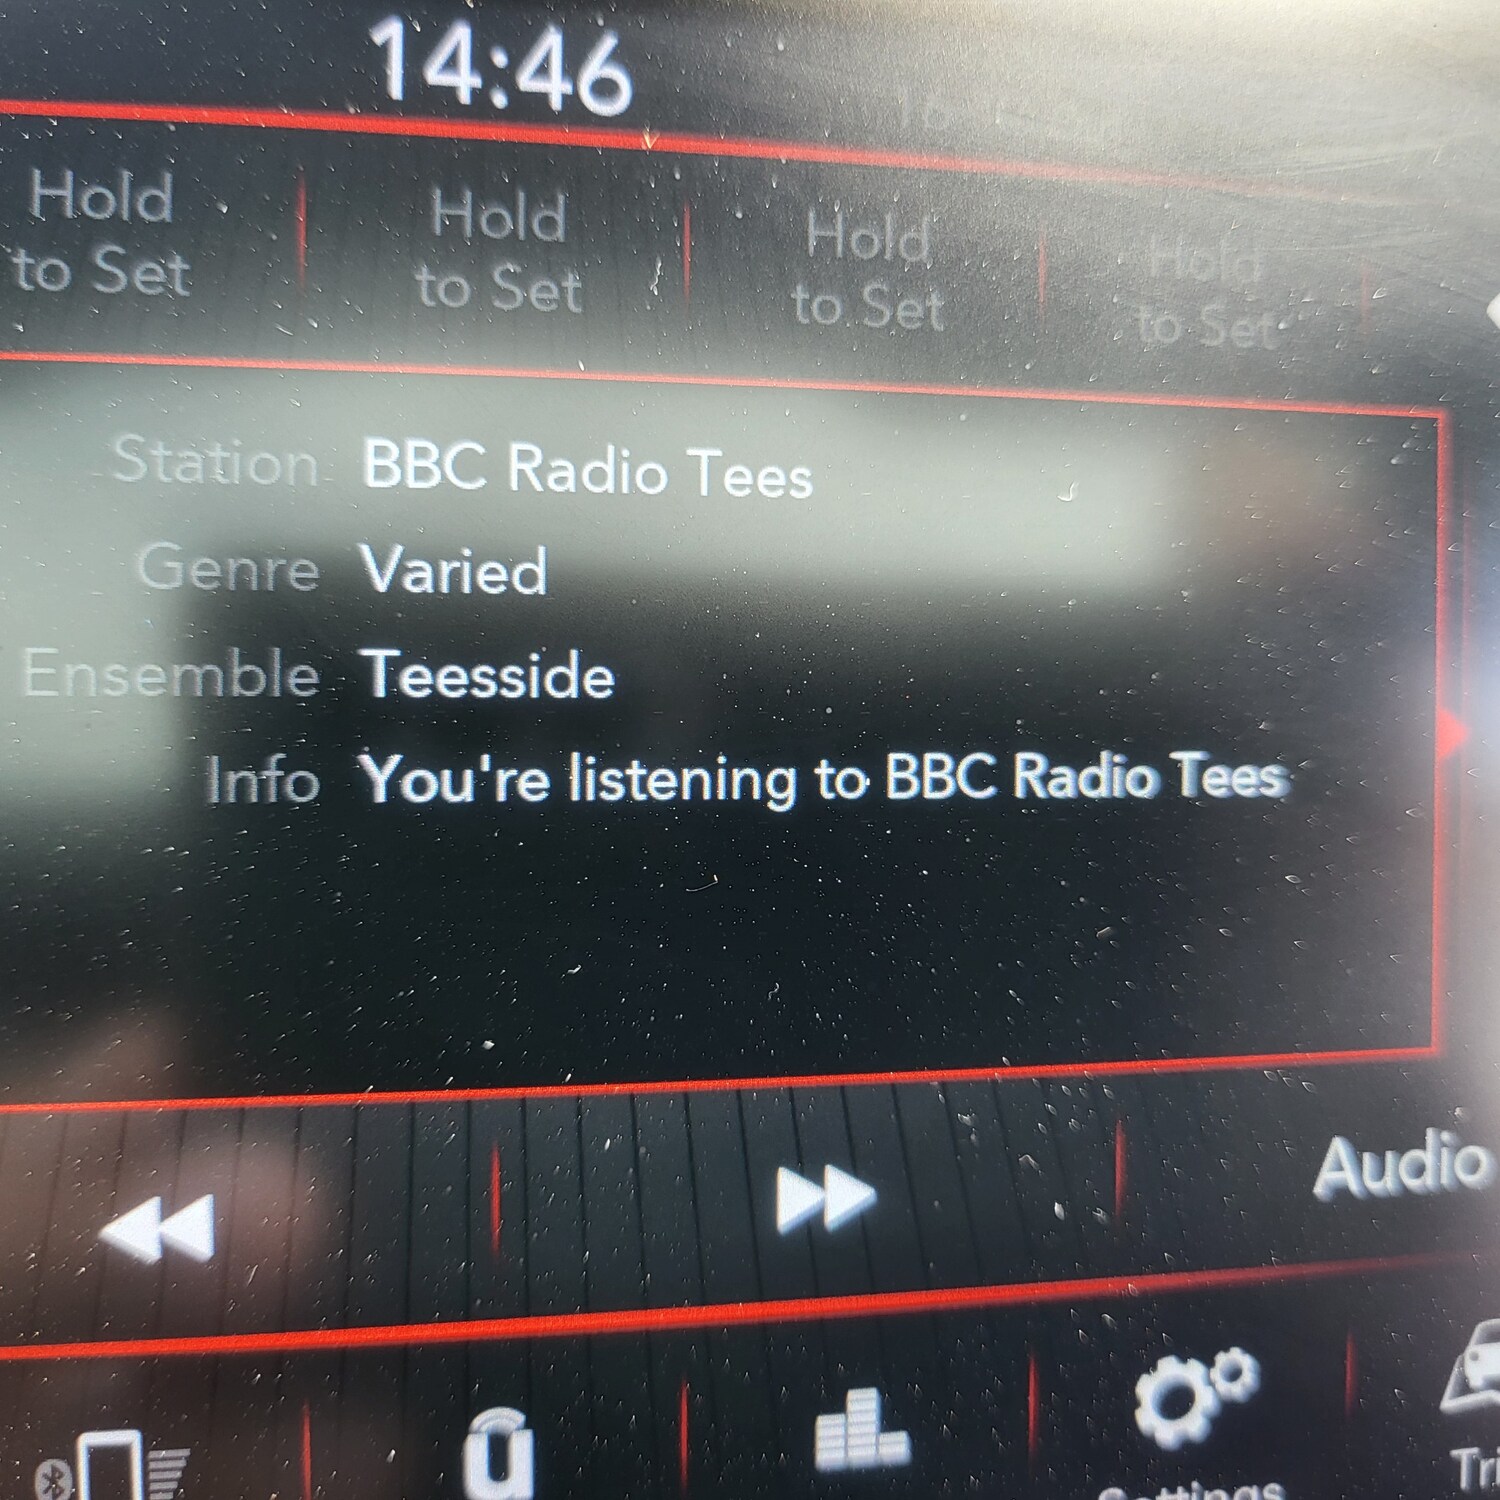 14:46
Hold Hold Hold Hold
to Set to Set to Set to Set
Station BBC Radio Tees
Genre Varied
Ensemble Teesside
Info You're listening to BBC Radio Tees
Audio
Settings